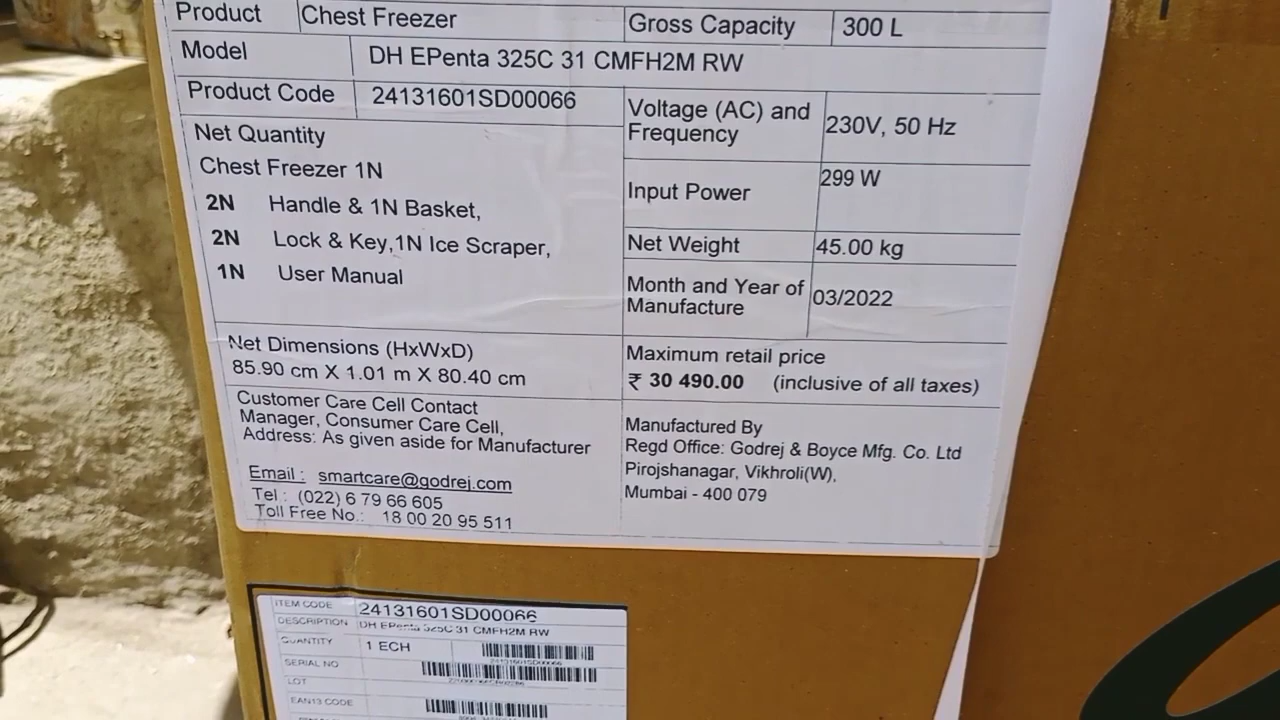 Product Chest Freezer
Gross Capacity 300 L
Model DH EPenta 325C 31 CMFH2M RW
Product Code 24131601SD00066
Voltage (AC) and
Frequency
230V, 50 Hz
Net Quantity
Chest Freezer 1N
2N Handle & 1N Basket,
2N Lock & Key,1N Ice Scraper,
1N User Manual
Input Power 299 W
Net Weight 45.00 kg
Month and Year of
Manufacture
03/2022
Net Dimensions (HxWxD)
85.90 cm X 1.01 m X 80.40 cm
Maximum retail price
₹ 30 490.00 (inclusive of all taxes)
Customer Care Cell Contact
Manager, Consumer Care Cell,
Address: As given aside for Manufacturer
Email : smartcare@godrej.com
Tel : (022) 6 79 66 605
Toll Free No.: 18 00 20 95 511
Manufactured By
Regd Office: Godrej & Boyce Mfg. Co. Ltd
Pirojshanagar, Vikhroli(W),
Mumbai - 400 079
ITEM CODE 24131601SD00066
DESCRIPTION DH EPenta 325C 31 CMFH2M RW
QUANTITY 1 ECH
24131601SD00066
SERIAL NO
LOT
EAN13 CODE